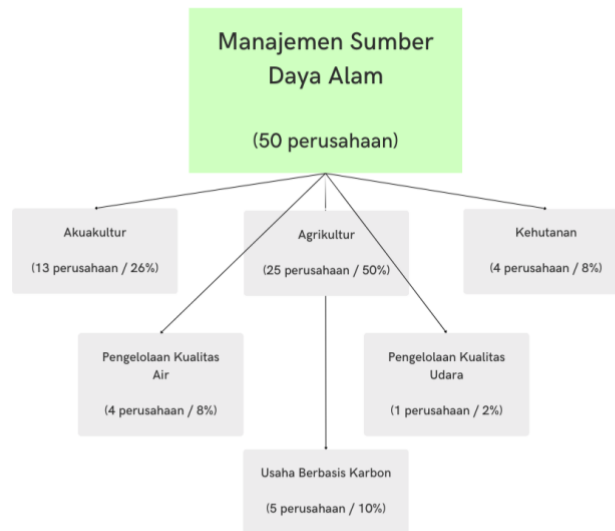 Manajemen Sumber
Daya Alam
(50 perusahaan)
Akuakultur
(13 perusahaan / 26%)
Agrikultur
(25 perusahaan / 50%)
Kehutanan
(4 perusahaan / 8%)
Pengelolaan Kualitas
Air
(4 perusahaan / 8%)
Pengelolaan Kualitas
Udara
(1 perusahaan / 2%)
Usaha Berbasis Karbon
(5 perusahaan / 10%)